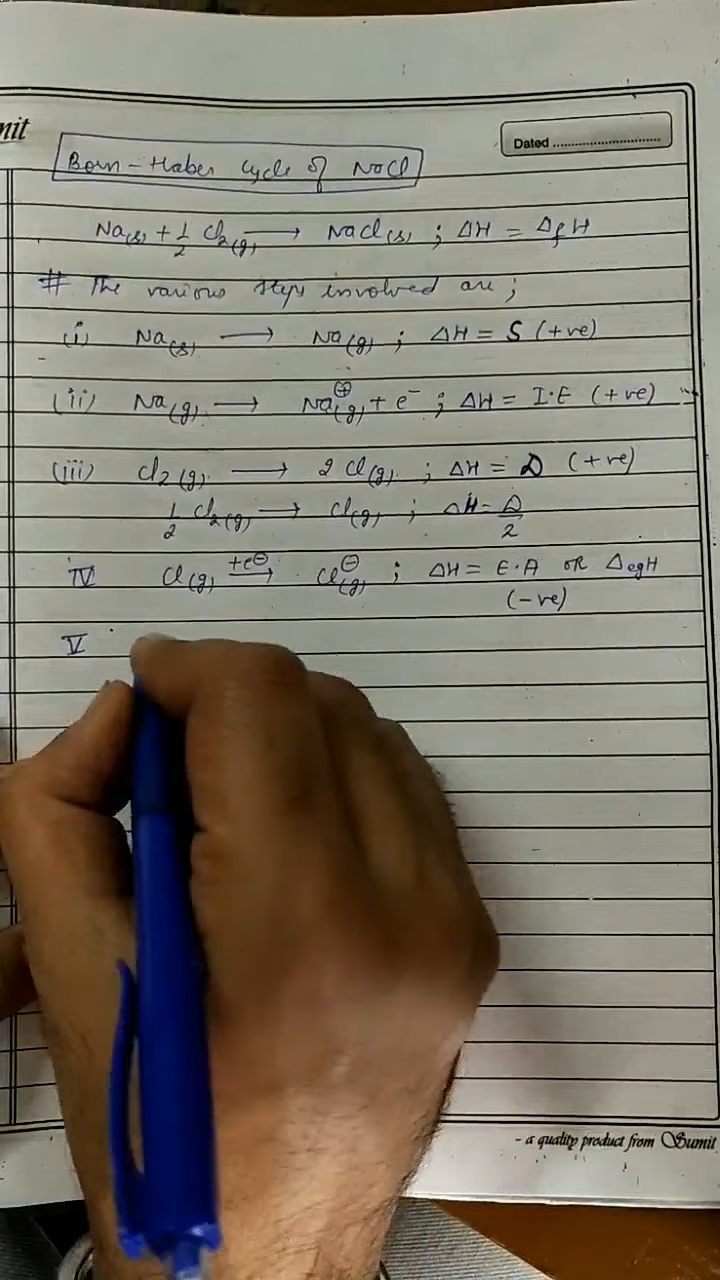 mit
Dated
Born-Haber Cycle of NaCl
Na(s) + 1/2 Cl2(g) → NaCl(s) ; ΔH = ΔfH
# The various steps involved are ;
(i) Na(s) → Na(g) ; ΔH = S (+ve)
(ii) Na(g) → Na⊕(g) + e⁻ ; ΔH = I.E (+ve)
(iii) Cl2(g) → 2 Cl(g) ; ΔH = D (+ve)
1/2 Cl2(g) → Cl(g) ; ΔH = D/2
IV Cl(g) +e⊖ → Cl⊖(g) ; ΔH = E.A OR ΔegH
(-ve)
V
- a quality product from Sumit